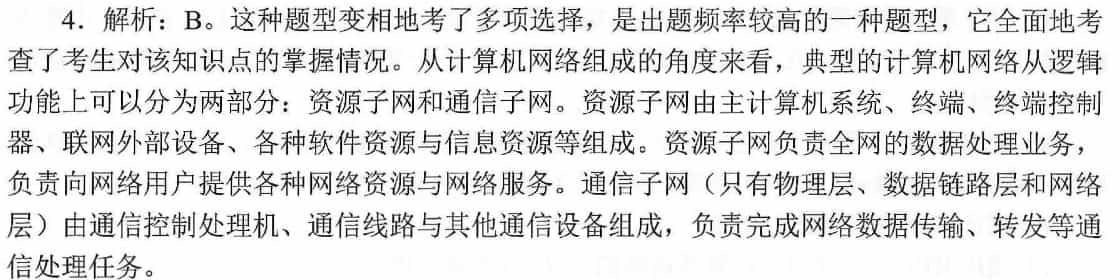 4．解析：B。这种题型变相地考了多项选择，是出题频率较高的一种题型，它全面地考
查了考生对该知识点的掌握情况。从计算机网络组成的角度来看，典型的计算机网络从逻辑
功能上可以分为两部分：资源子网和通信子网。资源子网由主计算机系统、终端、终端控制
器、联网外部设备、各种软件资源与信息资源等组成。资源子网负责全网的数据处理业务，
负责向网络用户提供各种网络资源与网络服务。通信子网（只有物理层、数据链路层和网络
层）由通信控制处理机、通信线路与其他通信设备组成，负责完成网络数据传输、转发等通
信处理任务。